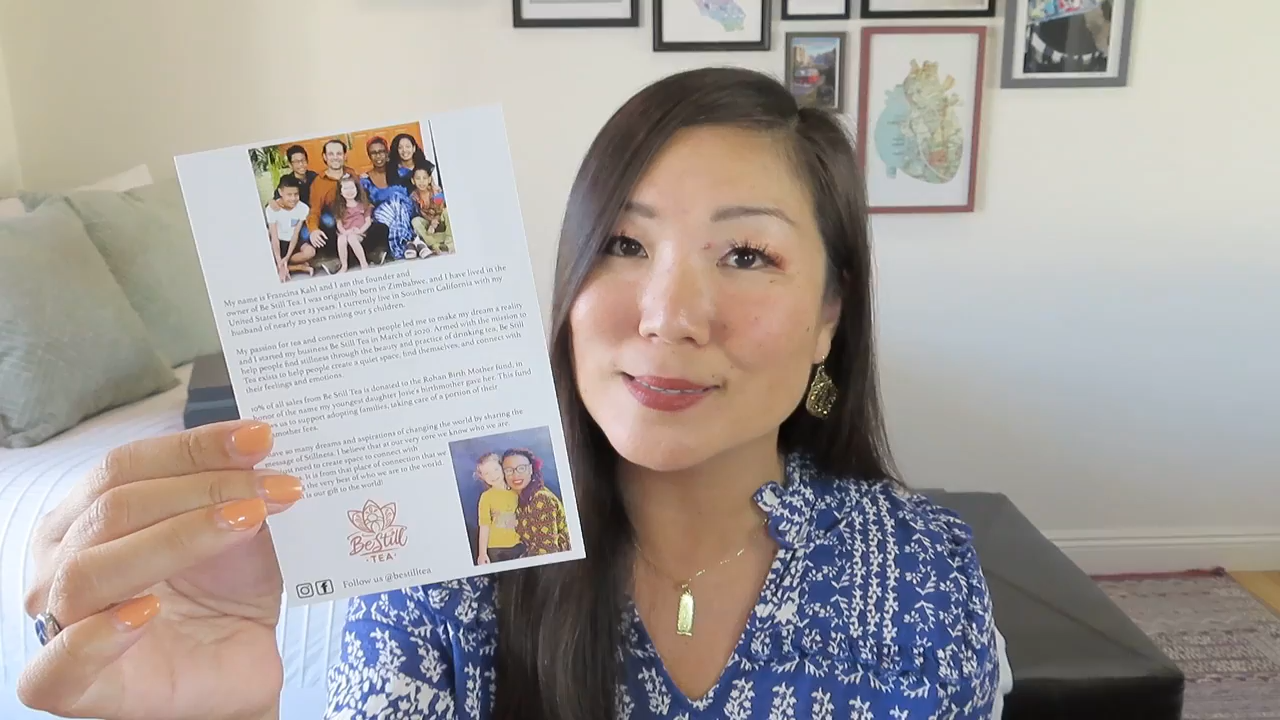 My name is Francina Kahl and I am the founder and
owner of Be Still Tea. I was originally born in Zimbabwe, and I have lived in the
United States for over 23 years. I currently live in Southern California with my
husband of nearly 20 years raising our 5 children.
My passion for tea and connection with people led me to make my dream a reality
and I started my business Be Still Tea in March of 2020. Armed with the mission to
help people find stillness through the beauty and practice of drinking tea, Be Still
Tea exists to help people create a quiet space, find themselves, and connect with
their feelings and emotions.
10% of all sales from Be Still Tea is donated to the Rohan Birth Mother fund, in
honor of the name my youngest daughter Josie's birthmother gave her. This fund
us to support adopting families, taking care of a portion of their
fees.
so many dreams and aspirations of changing the world by sharing the
message of Stillness. I believe that at our very core we know who we are.
need to create space to connect with
It is from that place of connection that we
the very best of who we are to the world.
is our gift to the world!
Be Still
• TEA •
Follow us @bestilltea